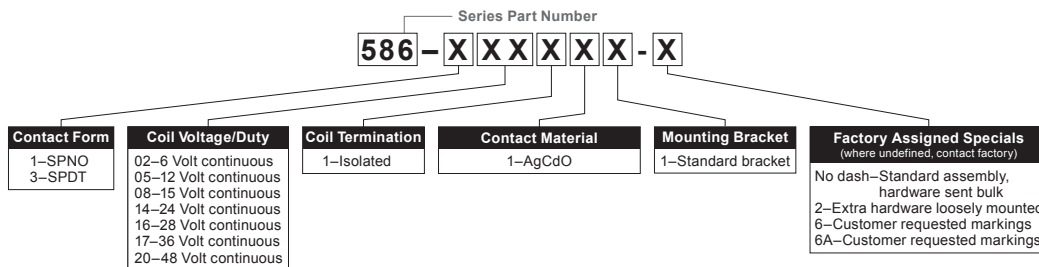 Series Part Number
586–XXXXXX-X
Contact Form
1–SPNO
3–SPDT
Coil Voltage/Duty
02–6 Volt continuous
05–12 Volt continuous
08–15 Volt continuous
14–24 Volt continuous
16–28 Volt continuous
17–36 Volt continuous
20–48 Volt continuous
Coil Termination
1–Isolated
Contact Material
1–AgCdO
Mounting Bracket
1–Standard bracket
Factory Assigned Specials
(where undefined, contact factory)
No dash–Standard assembly,
hardware sent bulk
2–Extra hardware loosely mounted
6–Customer requested markings
6A–Customer requested markings